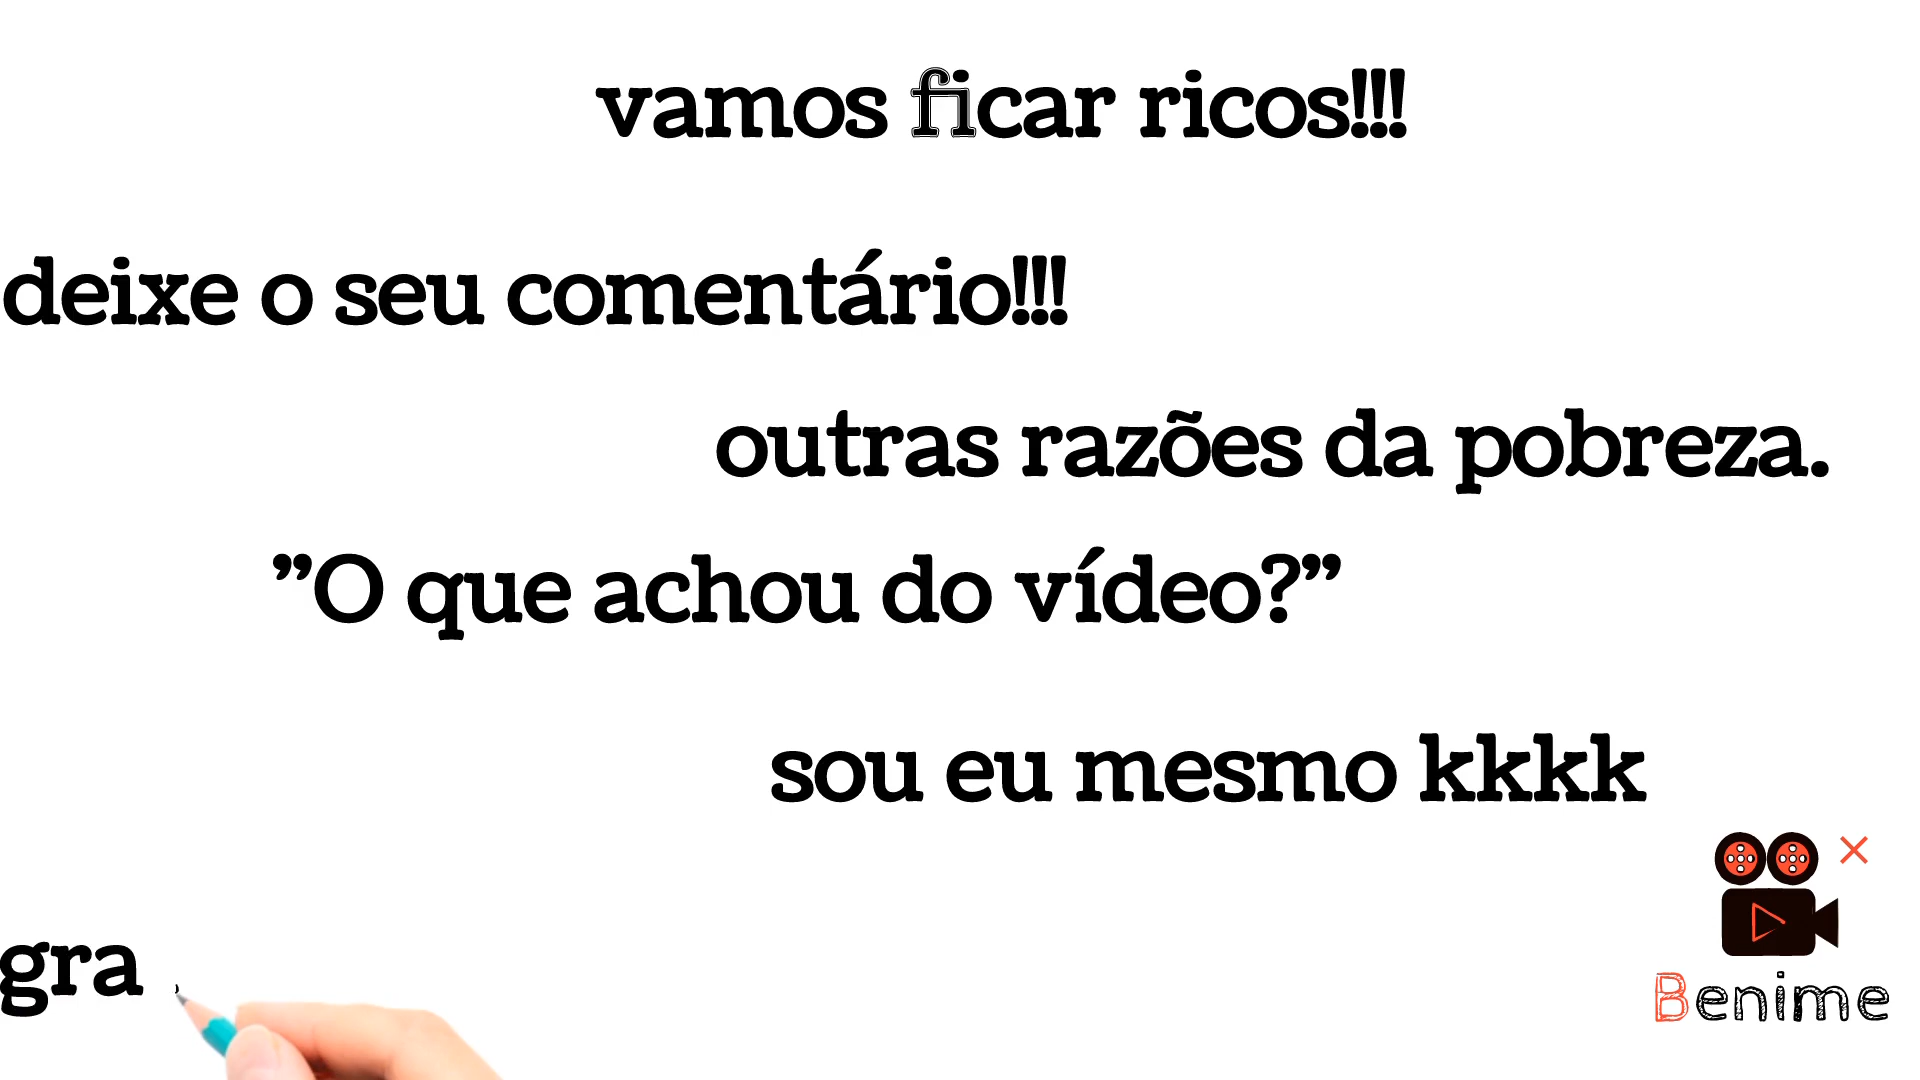 vamos ficar ricos!!!
deixe o seu comentário!!!
outras razões da pobreza.
”O que achou do vídeo?”
sou eu mesmo kkkk
gra
Benime